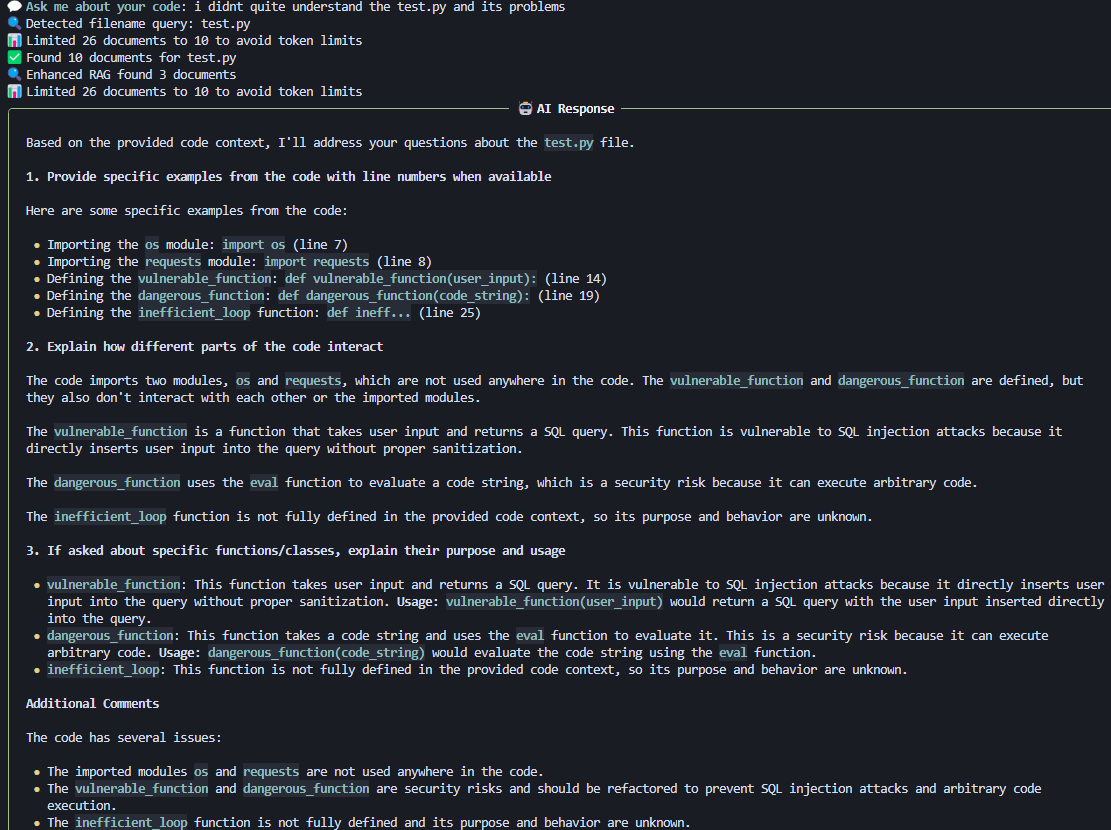 💬 Ask me about your code: i didnt quite understand the test.py and its problems
🔍 Detected filename query: test.py
📊 Limited 26 documents to 10 to avoid token limits
✅ Found 10 documents for test.py
🔍 Enhanced RAG found 3 documents
📊 Limited 26 documents to 10 to avoid token limits
🤖 AI Response
Based on the provided code context, I'll address your questions about the test.py file.
1. Provide specific examples from the code with line numbers when available
Here are some specific examples from the code:
• Importing the os module: import os (line 7)
• Importing the requests module: import requests (line 8)
• Defining the vulnerable_function: def vulnerable_function(user_input): (line 14)
• Defining the dangerous_function: def dangerous_function(code_string): (line 19)
• Defining the inefficient_loop function: def ineff... (line 25)
2. Explain how different parts of the code interact
The code imports two modules, os and requests, which are not used anywhere in the code. The vulnerable_function and dangerous_function are defined, but
they also don't interact with each other or the imported modules.
The vulnerable_function is a function that takes user input and returns a SQL query. This function is vulnerable to SQL injection attacks because it
directly inserts user input into the query without proper sanitization.
The dangerous_function uses the eval function to evaluate a code string, which is a security risk because it can execute arbitrary code.
The inefficient_loop function is not fully defined in the provided code context, so its purpose and behavior are unknown.
3. If asked about specific functions/classes, explain their purpose and usage
• vulnerable_function: This function takes user input and returns a SQL query. It is vulnerable to SQL injection attacks because it directly inserts user
input into the query without proper sanitization. Usage: vulnerable_function(user_input) would return a SQL query with the user input inserted directly
into the query.
• dangerous_function: This function takes a code string and uses the eval function to evaluate it. This is a security risk because it can execute
arbitrary code. Usage: dangerous_function(code_string) would evaluate the code string using the eval function.
• inefficient_loop: This function is not fully defined in the provided code context, so its purpose and behavior are unknown.
Additional Comments
The code has several issues:
• The imported modules os and requests are not used anywhere in the code.
• The vulnerable_function and dangerous_function are security risks and should be refactored to prevent SQL injection attacks and arbitrary code
execution.
• The inefficient_loop function is not fully defined and its purpose and behavior are unknown.